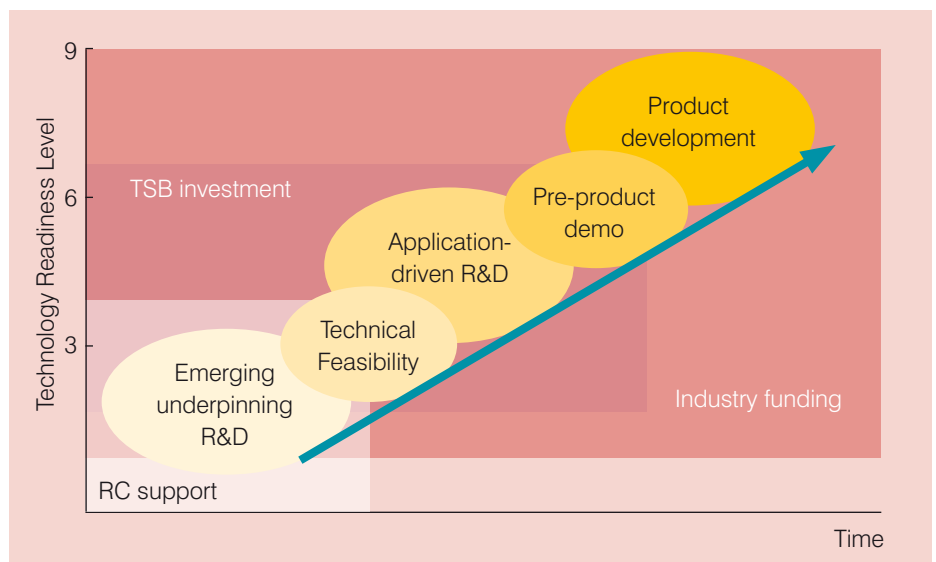 9
Product
development
TSB investment
6
Pre-product
demo
Application-
driven R&D
Technology Readiness Level
3
Technical
Feasibility
Emerging
underpinning
R&D
Industry funding
RC support
Time